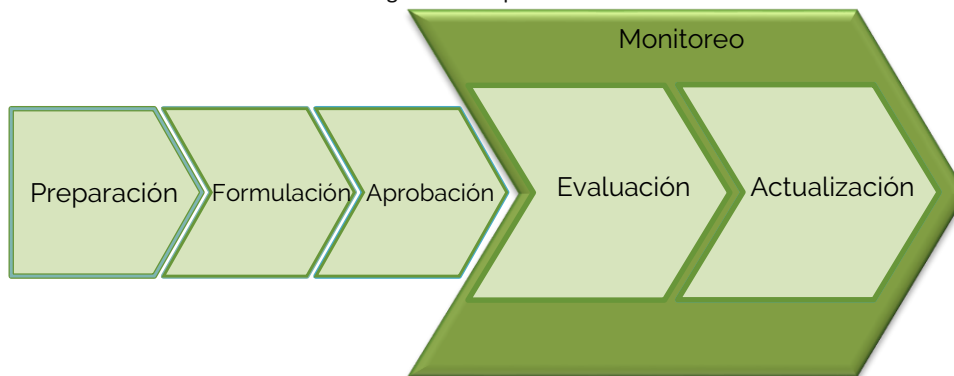 Monitoreo
Preparación
Formulación
Aprobación
Evaluación
Actualización